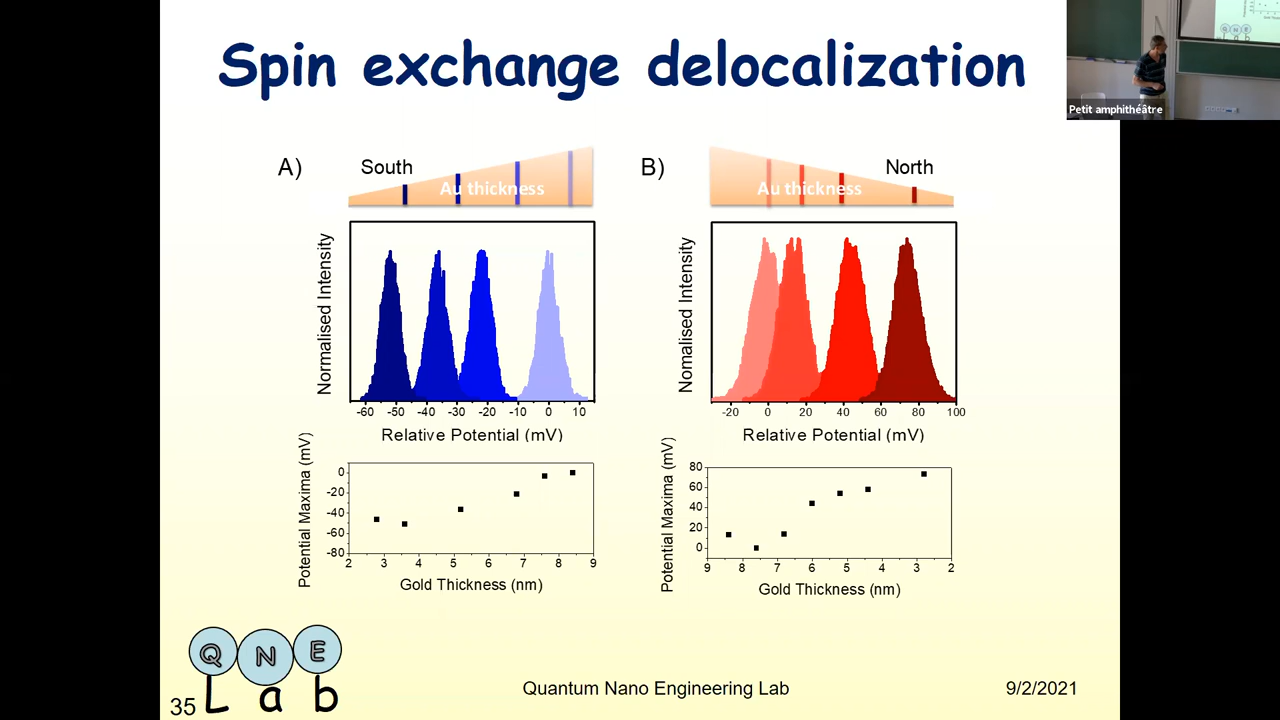 Spin exchange delocalization
Petit amphithéâtre
A)
South
Au thickness
Normalised Intensity
-60 -50 -40 -30 -20 -10 0 10
Relative Potential (mV)
Potential Maxima (mV)
0
-20
-40
-60
-80
2 3 4 5 6 7 8 9
Gold Thickness (nm)
B)
North
Au thickness
Nomalised Intensity
-20 0 20 40 60 80 100
Relative Potential (mV)
Potential Maxima (mV)
80
60
40
20
0
9 8 7 6 5 4 3 2
Gold Thickness (nm)
Q N E
Lab
35
Quantum Nano Engineering Lab
9/2/2021